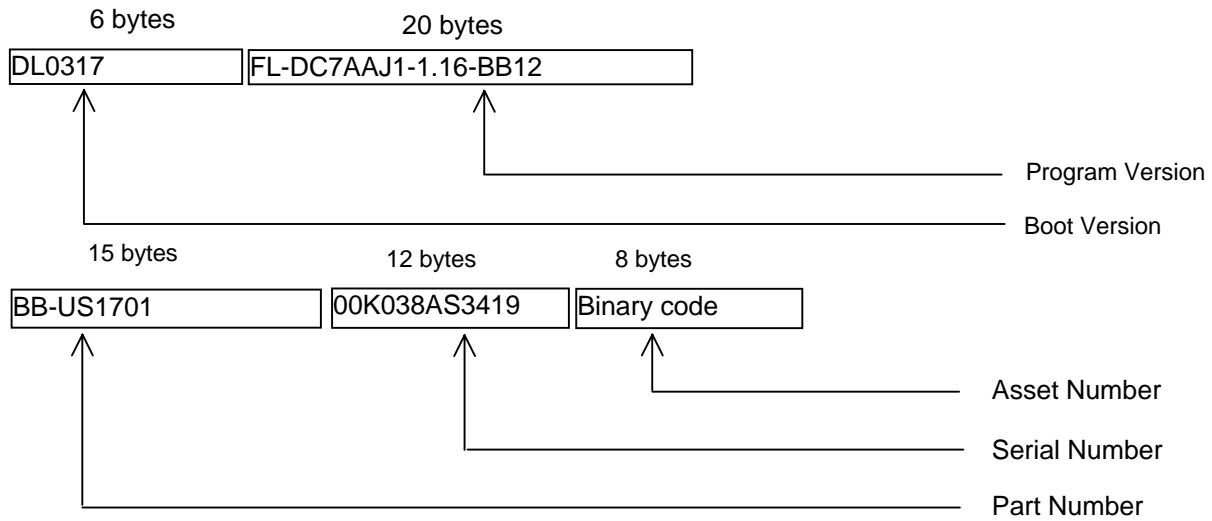 6 bytes 20 bytes
DL0317 FL-DC7AAJ1-1.16-BB12
Program Version
Boot Version
15 bytes 12 bytes 8 bytes
BB-US1701 00K038AS3419 Binary code
Asset Number
Serial Number
Part Number